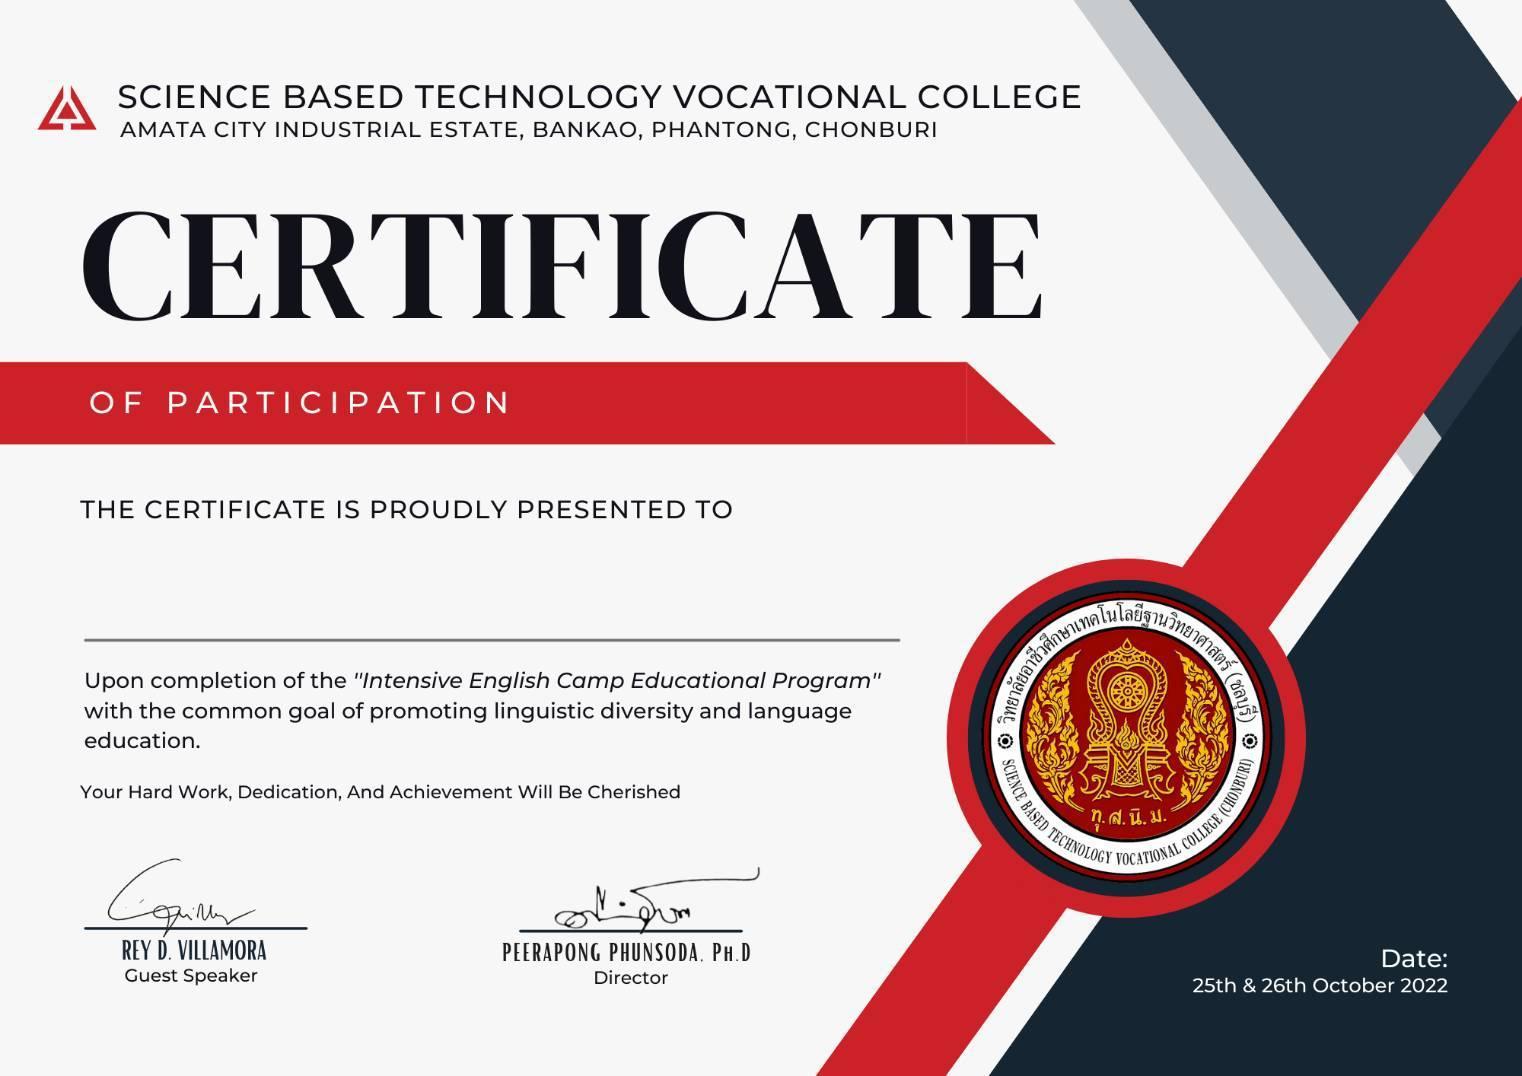 SCIENCE BASED TECHNOLOGY VOCATIONAL COLLEGE
AMATA CITY INDUSTRIAL ESTATE, BANKAO, PHANTONG, CHONBURI
CERTIFICATE
OF PARTICIPATION
THE CERTIFICATE IS PROUDLY PRESENTED TO
Upon completion of the "Intensive English Camp Educational Program"
with the common goal of promoting linguistic diversity and language
education.
Your Hard Work, Dedication, And Achievement Will Be Cherished
วิทยาลัยอาชีวศึกษาเทคโนโลยีฐานวิทยาศาสตร์ (ชลบุรี)
ทุ. ส. นิ. ม.
SCIENCE BASED TECHNOLOGY VOCATIONAL COLLEGE (CHONBURI)
REY D. VILLAMORA
Guest Speaker
PEERAPONG PHUNSODA, Ph.D
Director
Date:
25th & 26th October 2022